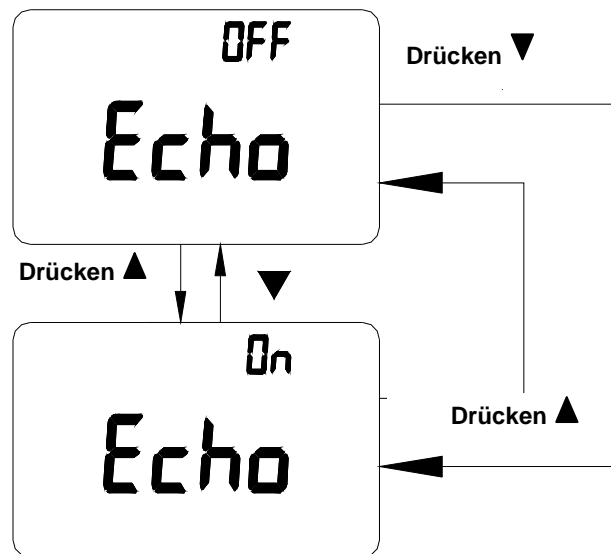 OFF
Drücken ▼
Echo
Drücken ▲
▼
On
Drücken ▲
Echo